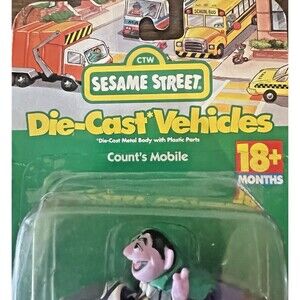 SCHOOL BUS
CTW
SESAME STREET
Die-Cast* Vehicles
*Die-Cast Metal Body with Plastic Parts
Count's Mobile
18+
MONTHS